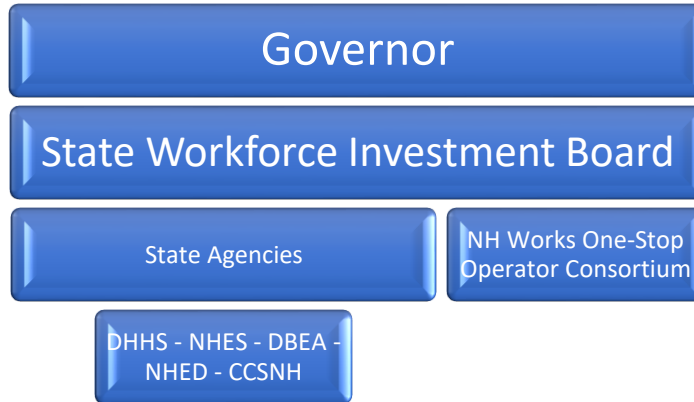 Governor
State Workforce Investment Board
State Agencies
NH Works One-Stop
Operator Consortium
DHHS - NHES - DBEA -
NHED - CCSNH